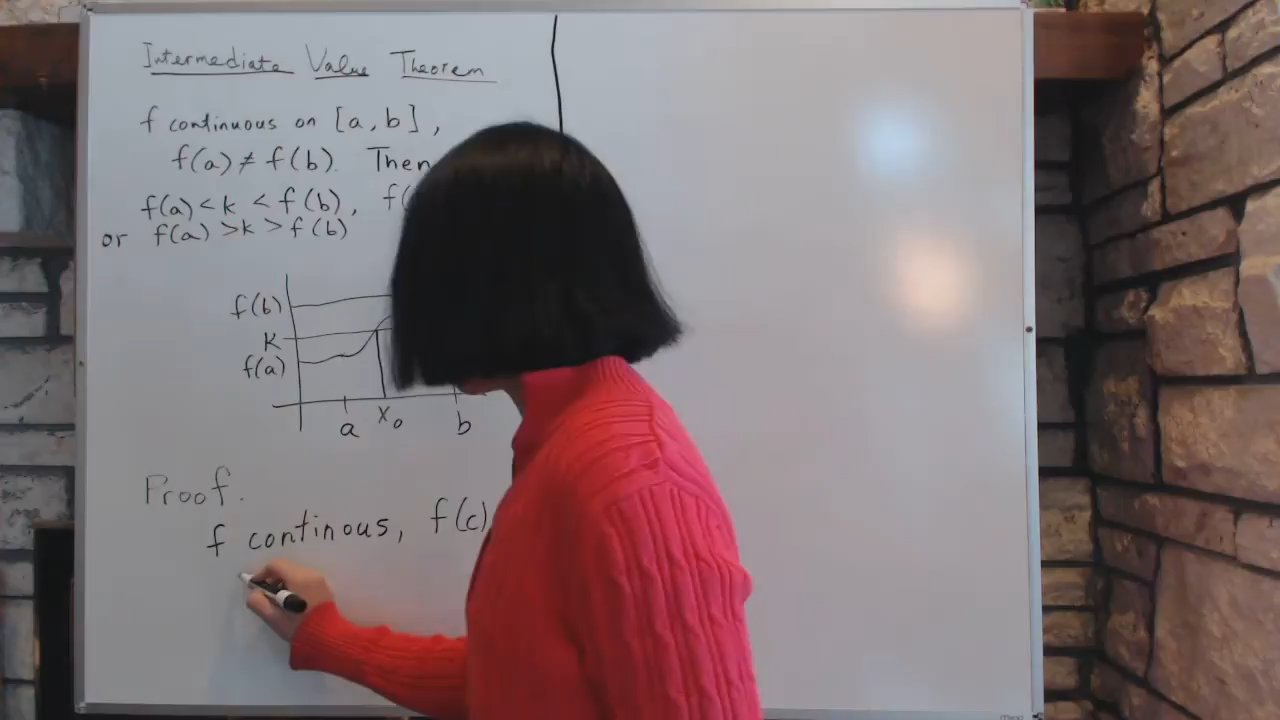 Intermediate Value Theorem
f continuous on [a, b],
f(a) ≠ f(b). Then
f(a) < k < f(b), f(
or f(a) > k > f(b)
f(b)
k
f(a)
a x₀ b
Proof.
f continous, f(c)